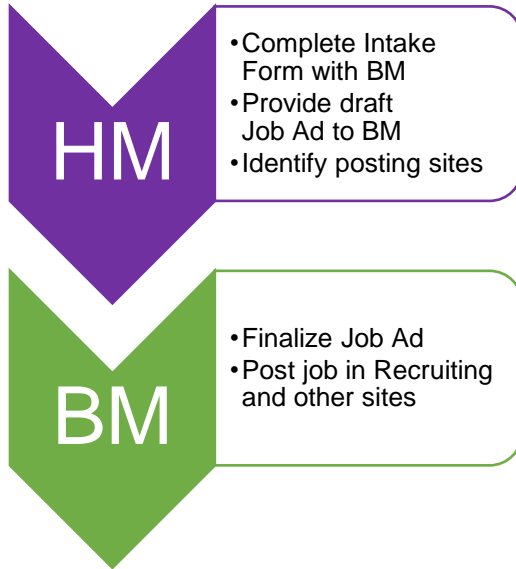 HM
•Complete Intake
Form with BM
•Provide draft
Job Ad to BM
•Identify posting sites
BM
•Finalize Job Ad
•Post job in Recruiting
and other sites